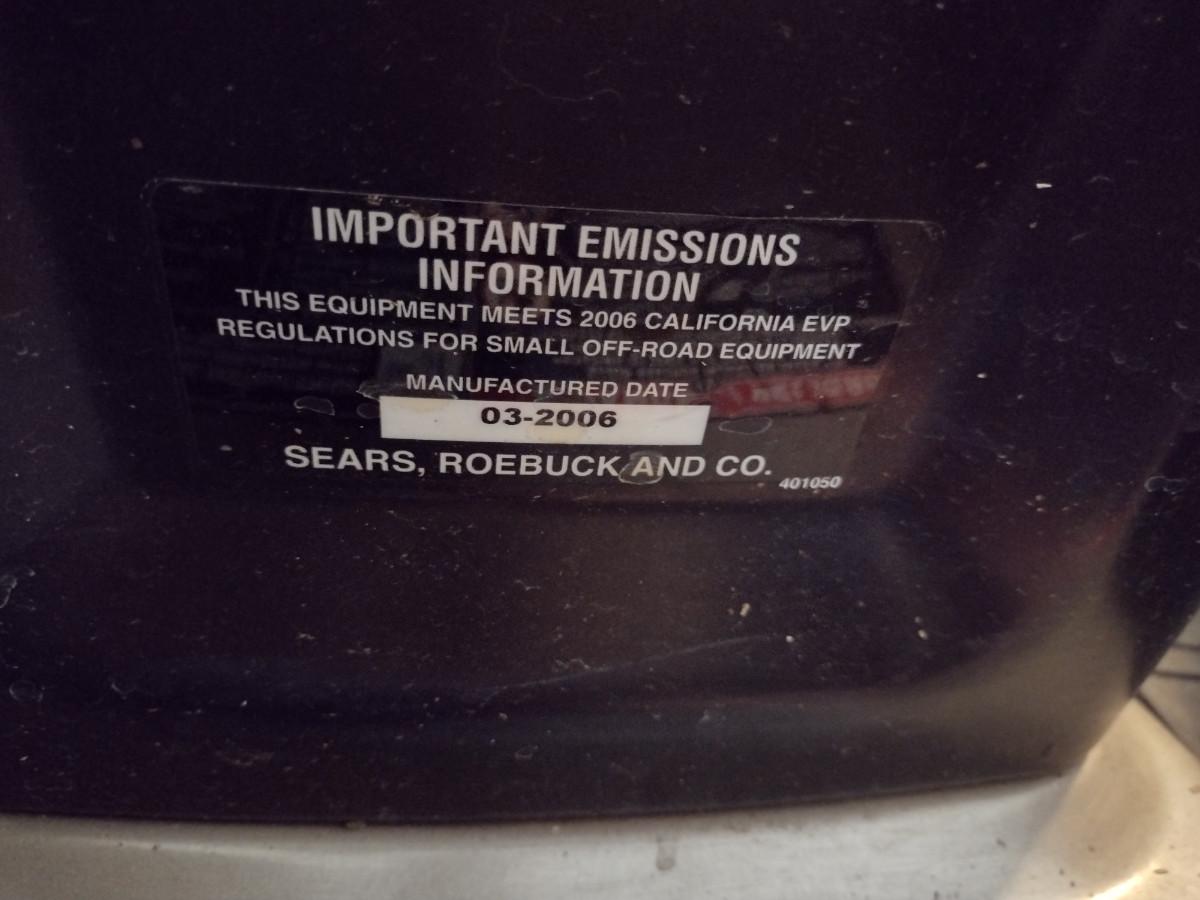 IMPORTANT EMISSIONS
INFORMATION
THIS EQUIPMENT MEETS 2006 CALIFORNIA EVP
REGULATIONS FOR SMALL OFF-ROAD EQUIPMENT
MANUFACTURED DATE
03-2006
SEARS, ROEBUCK AND CO.
401050